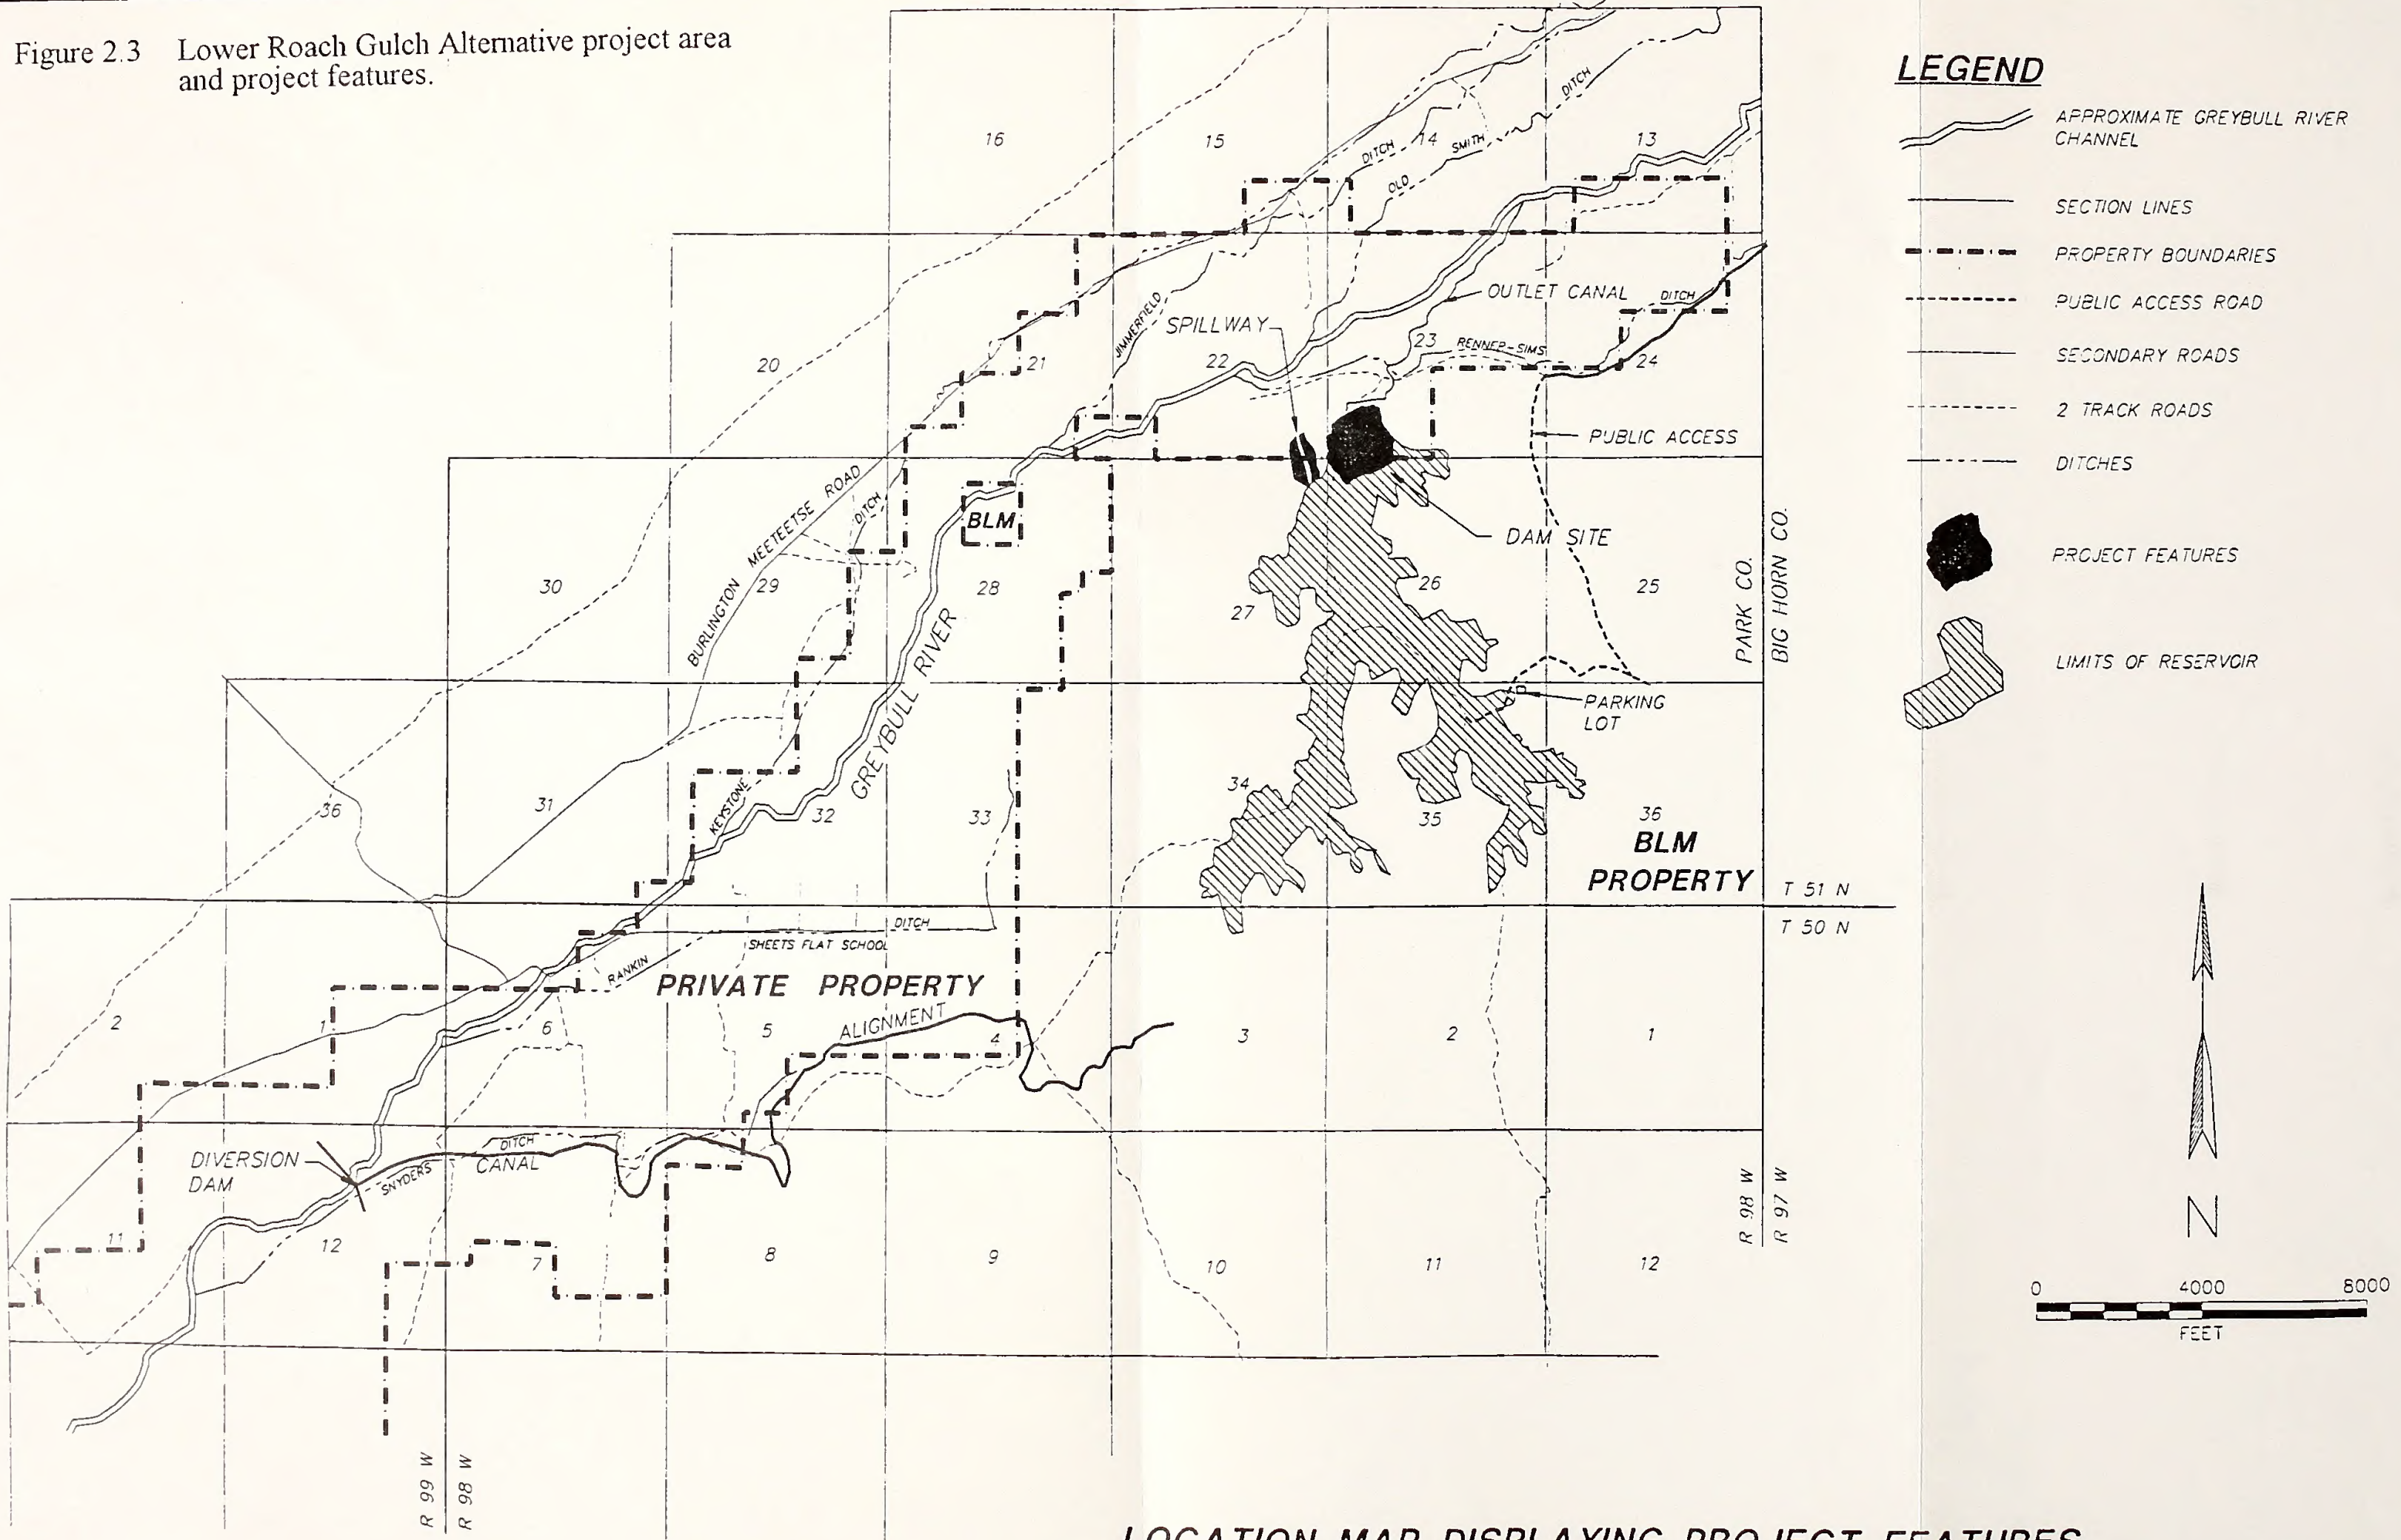 Figure 2.3 Lower Roach Gulch Alternative project area
and project features.
LEGEND
APPROXIMATE GREYBULL RIVER
CHANNEL
SECTION LINES
PROPERTY BOUNDARIES
PUBLIC ACCESS ROAD
SECONDARY ROADS
2 TRACK ROADS
DITCHES
PROJECT FEATURES
LIMITS OF RESERVOIR
16
15
14
13
DITCH
OLD
SMITH
DITCH
20
21
22
23
24
JIMMERFIELD
SPILLWAY
OUTLET CANAL
DITCH
RENNER-SIMS
PUBLIC ACCESS
BURLINGTON MEETEETSE ROAD
DITCH
BLM
DAM SITE
30
29
28
27
26
25
PARK CO.
BIG HORN CO.
GREYBULL RIVER
PARKING
LOT
36
31
KEYSTONE
32
33
34
35
36
BLM
PROPERTY
T 51 N
T 50 N
DITCH
SHEETS FLAT SCHOOL
RANKIN
PRIVATE PROPERTY
2
1
6
5
ALIGNMENT
4
3
2
1
DIVERSION
DAM
SNYDERS
DITCH
CANAL
11
12
7
8
9
10
11
12
R 98 W
R 97 W
R 99 W
R 98 W
N
0 4000 8000
FEET
LOCATION MAP DISPLAYING PROJECT FEATURES